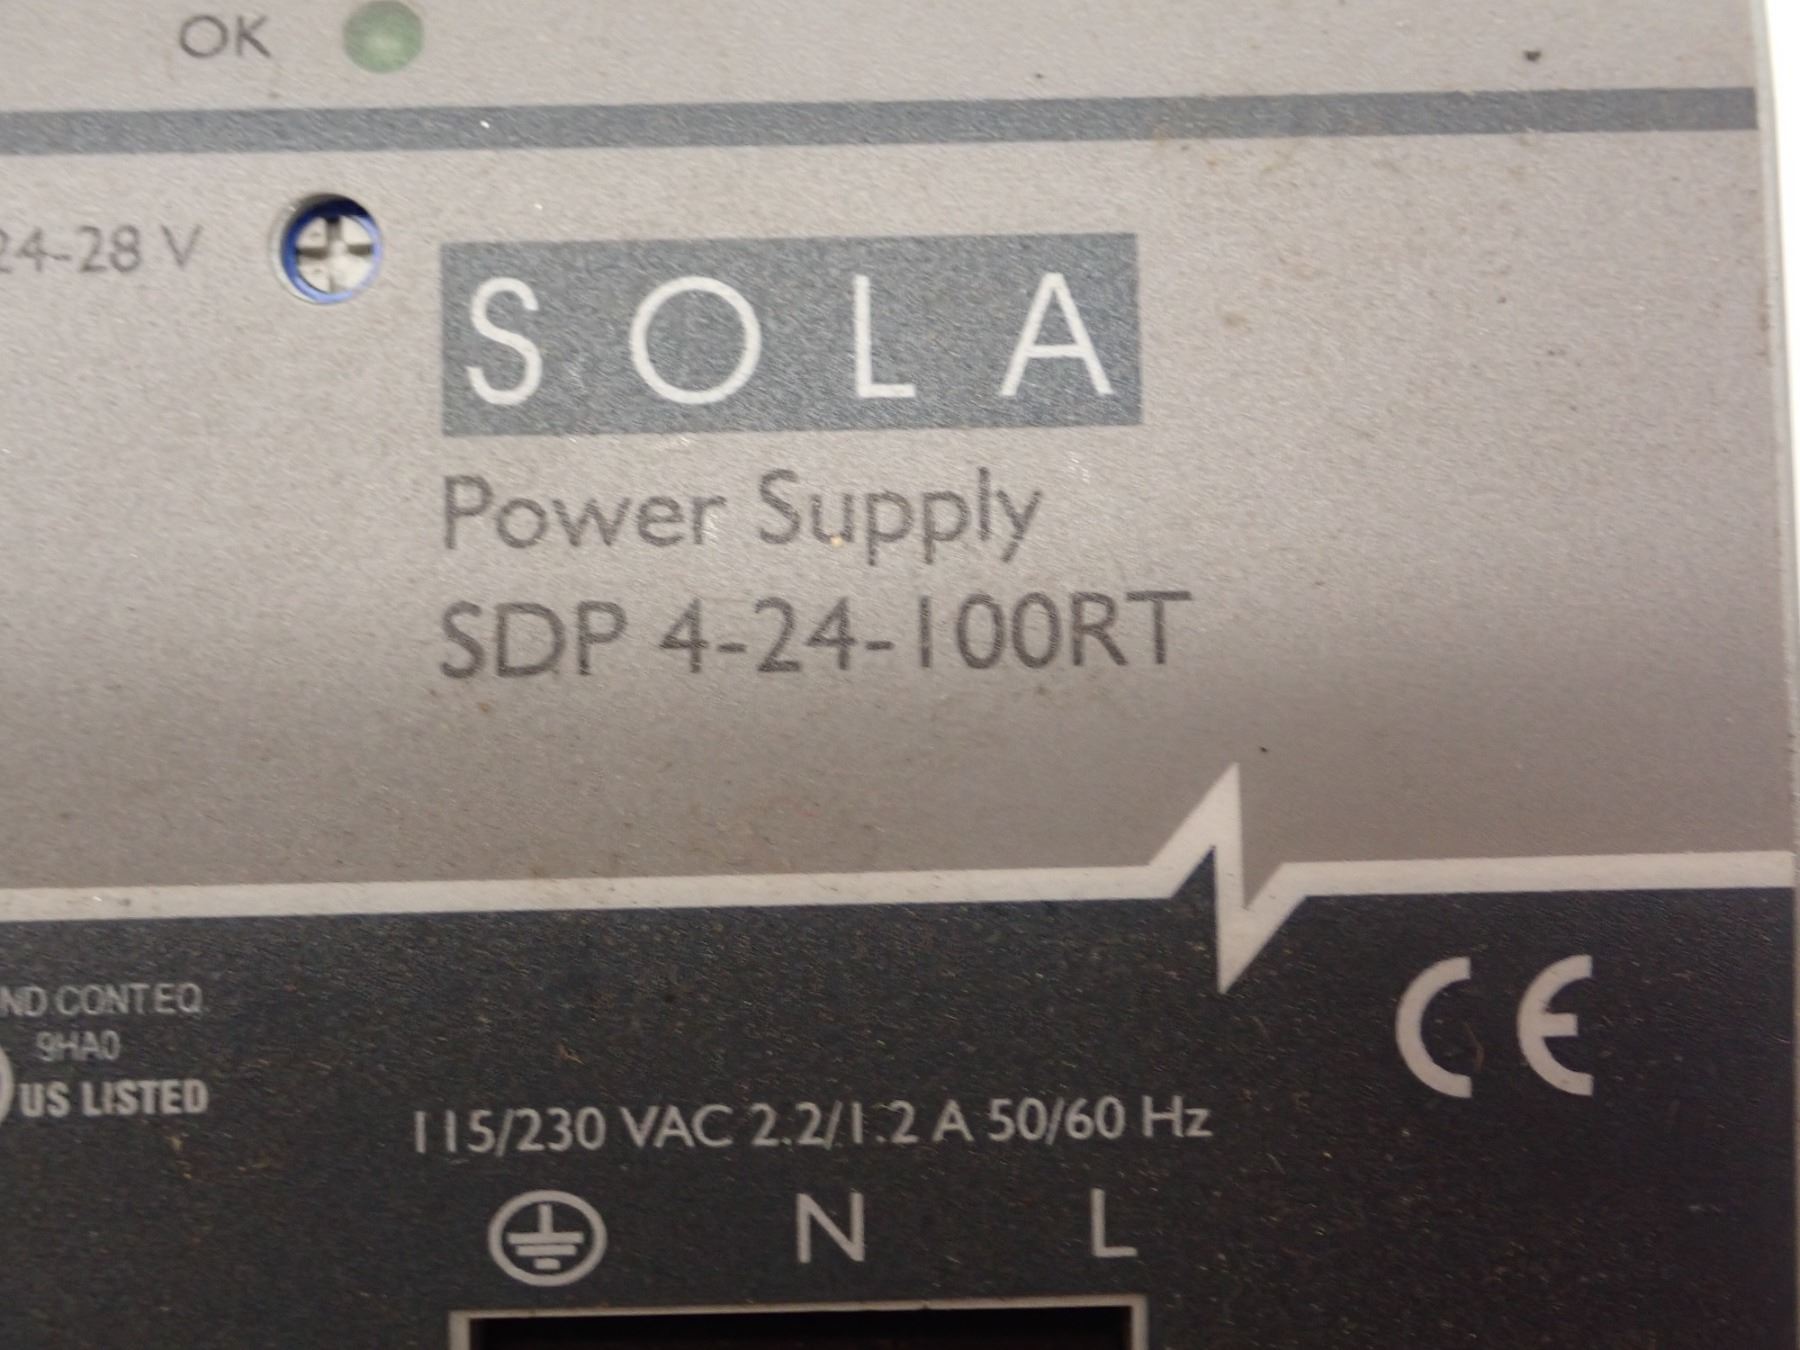 OK
24-28 V
SOLA
Power Supply
SDP 4-24-100RT
ND CONT.EQ.
9HA0
US LISTED
CE
115/230 VAC 2.2/1.2 A 50/60 Hz
N L